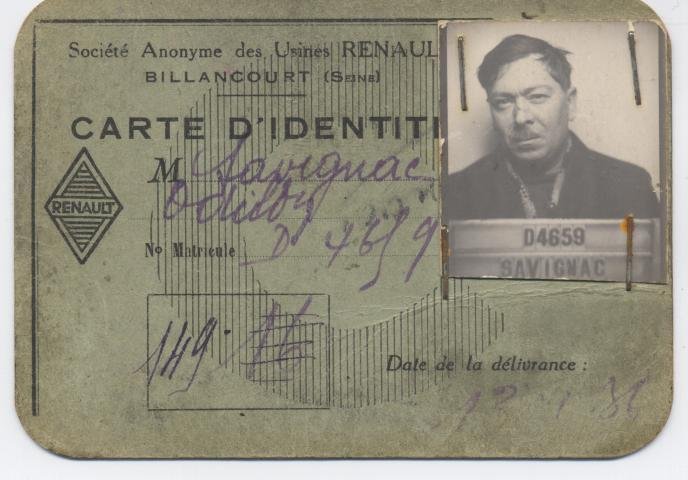 Société Anonyme des Usines RENAUL
BILLANCOURT (SEINE)
CARTE D'IDENTIT
RENAULT
M Savignac
Nº Matricule D 4659
149
D4659
SAVIGNAC
Date de la délivrance :